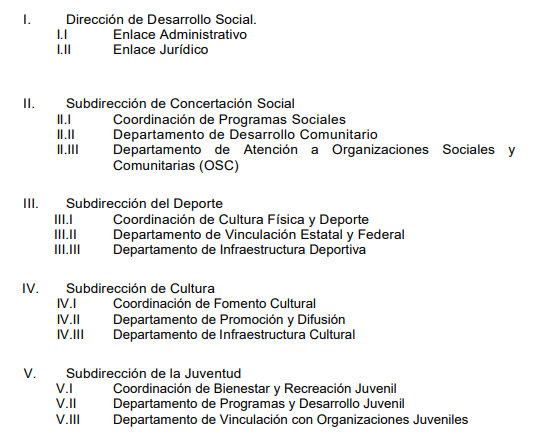 I. Dirección de Desarrollo Social.
I.I Enlace Administrativo
I.II Enlace Jurídico
II. Subdirección de Concertación Social
II.I Coordinación de Programas Sociales
II.II Departamento de Desarrollo Comunitario
II.III Departamento de Atención a Organizaciones Sociales y
Comunitarias (OSC)
III. Subdirección del Deporte
III.I Coordinación de Cultura Física y Deporte
III.II Departamento de Vinculación Estatal y Federal
III.III Departamento de Infraestructura Deportiva
IV. Subdirección de Cultura
IV.I Coordinación de Fomento Cultural
IV.II Departamento de Promoción y Difusión
IV.III Departamento de Infraestructura Cultural
V. Subdirección de la Juventud
V.I Coordinación de Bienestar y Recreación Juvenil
V.II Departamento de Programas y Desarrollo Juvenil
V.III Departamento de Vinculación con Organizaciones Juveniles